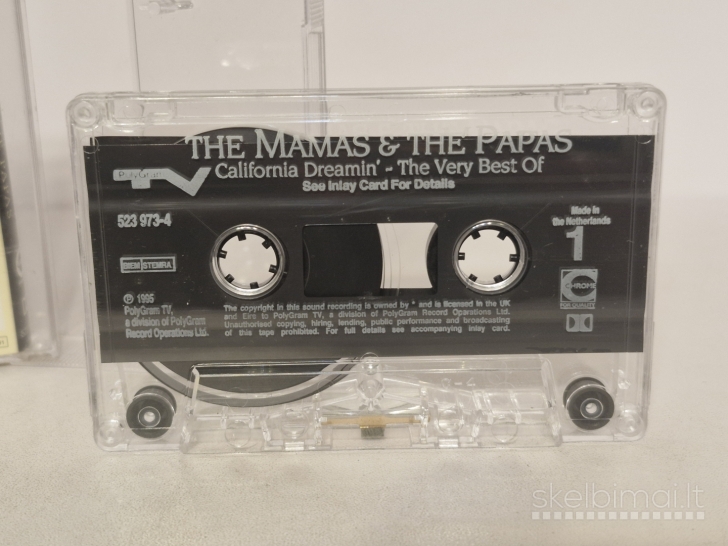 THE MAMAS & THE PAPAS
California Dreamin' - The Very Best Of
See Inlay Card For Details
PolyGram
TV
523 973-4
Made in
the Netherlands
1
BIEM STEMRA
CHROME
FOR QUALITY
℗ 1995
PolyGram TV,
a division of PolyGram
Record Operations Ltd.
The copyright in this sound recording is owned by * and is licensed in the UK
and Eire to PolyGram TV, a division of PolyGram Record Operations Ltd.
Unauthorised copying, hiring, lending, public performance and broadcasting
of this tape prohibited. For full details see accompanying inlay card.
skelbimai.lt